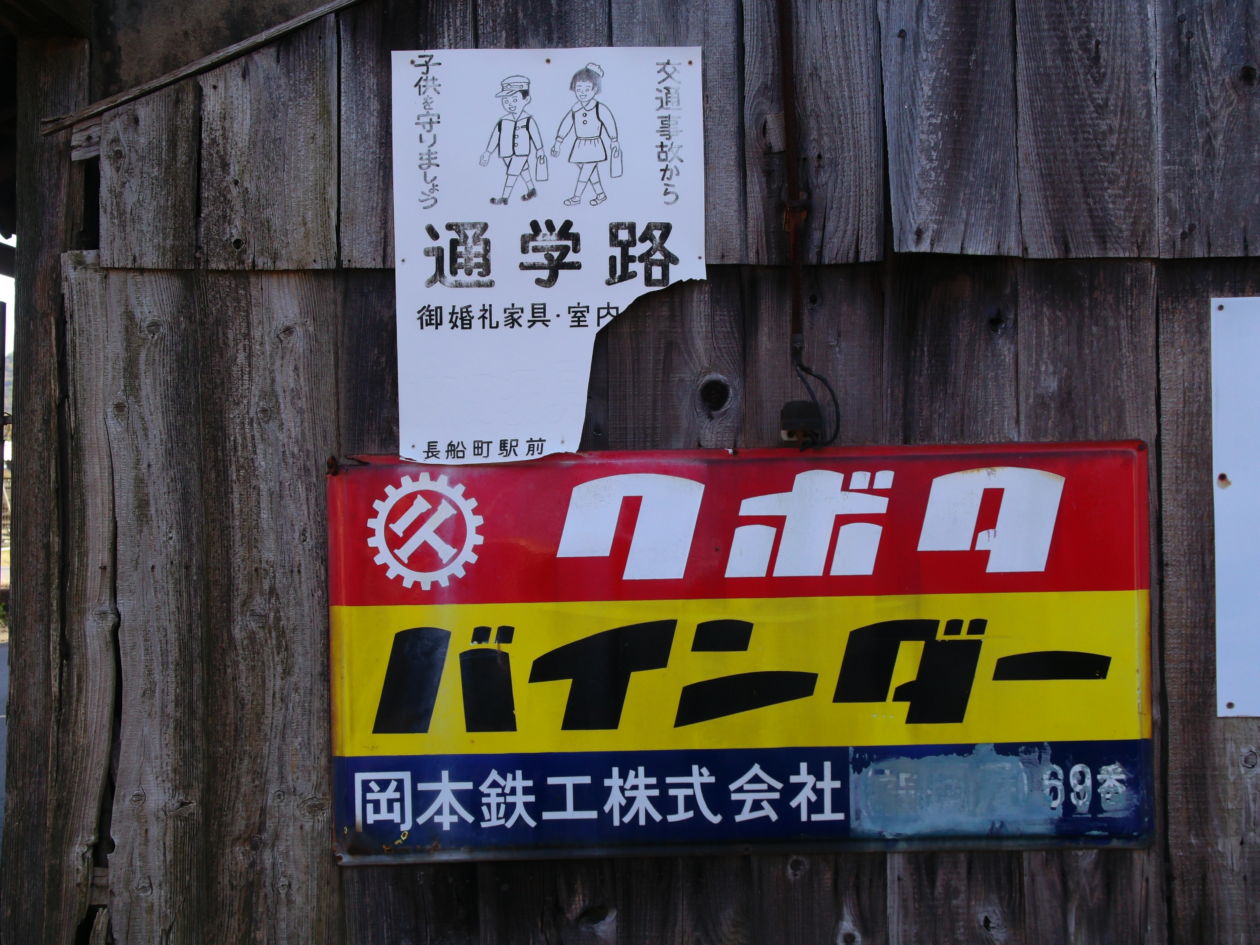 交通事故から
子供を守りましょう
通学路
御婚礼家具・室内
長船町駅前
クボタ
バインダー
岡本鉄工株式会社 69番